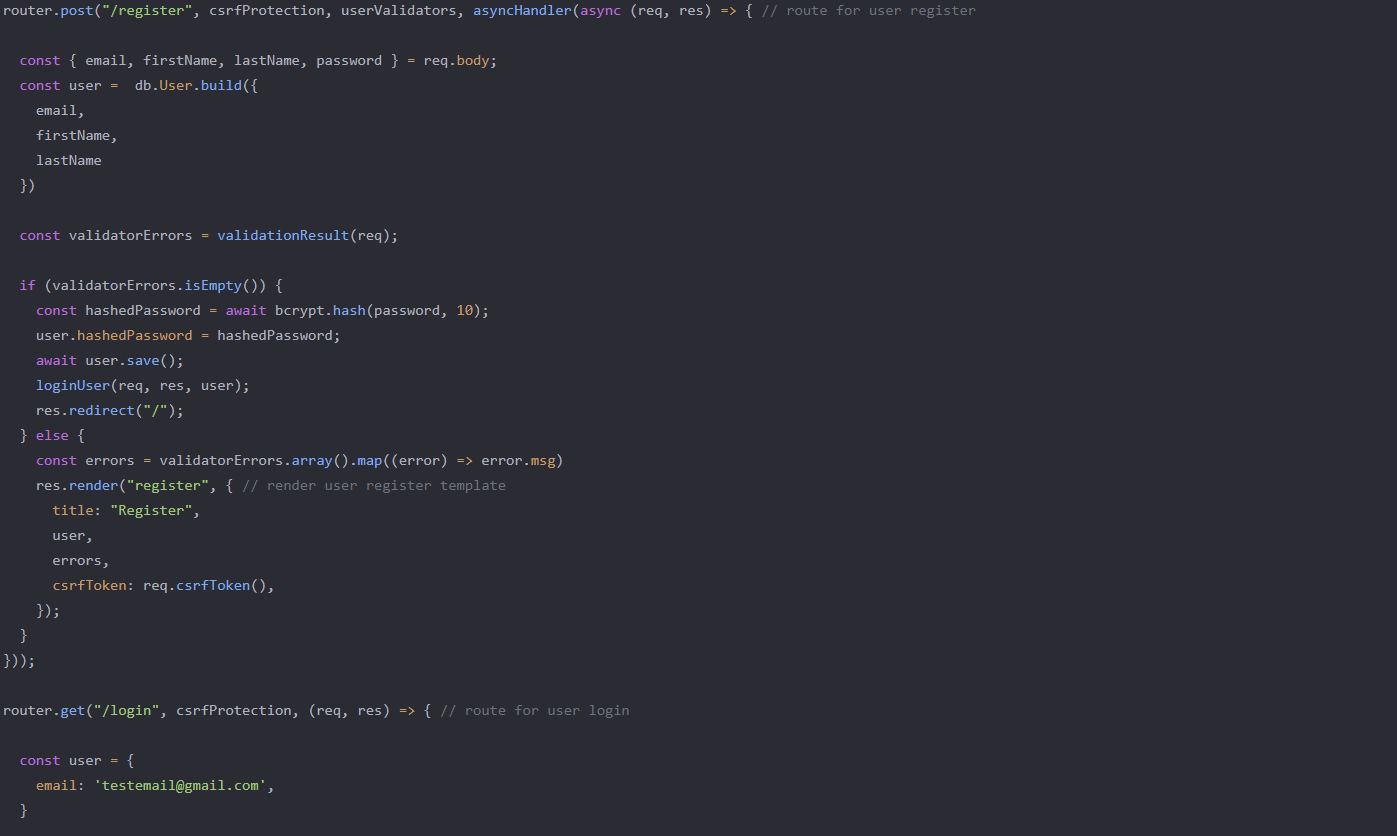 router.post("/register", csrfProtection, userValidators, asyncHandler(async (req, res) => { // route for user register
const { email, firstName, lastName, password } = req.body;
const user =  db.User.build({
email,
firstName,
lastName
})
const validatorErrors = validationResult(req);
if (validatorErrors.isEmpty()) {
const hashedPassword = await bcrypt.hash(password, 10);
user.hashedPassword = hashedPassword;
await user.save();
loginUser(req, res, user);
res.redirect("/");
} else {
const errors = validatorErrors.array().map((error) => error.msg)
res.render("register", { // render user register template
title: "Register",
user,
errors,
csrfToken: req.csrfToken(),
});
}
}));
router.get("/login", csrfProtection, (req, res) => { // route for user login
const user = {
email: 'testemail@gmail.com',
}